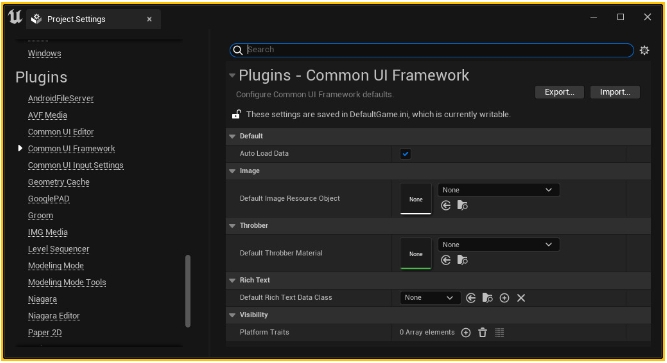 Project Settings
Windows
Plugins
AndroidFileServer
AVF Media
Common UI Editor
Common UI Framework
Common UI Input Settings
Geometry Cache
GooglePAD
Groom
IMG Media
Level Sequencer
Modeling Mode
Modeling Mode Tools
Niagara
Niagara Editor
Paper 2D
Search
Plugins - Common UI Framework
Configure Common UI Framework defaults.
Export...
Import...
These settings are saved in DefaultGame.ini, which is currently writable.
Default
Auto Load Data
Image
Default Image Resource Object
None
None
Throbber
Default Throbber Material
None
None
Rich Text
Default Rich Text Data Class
None
Visibility
Platform Traits
0 Array elements